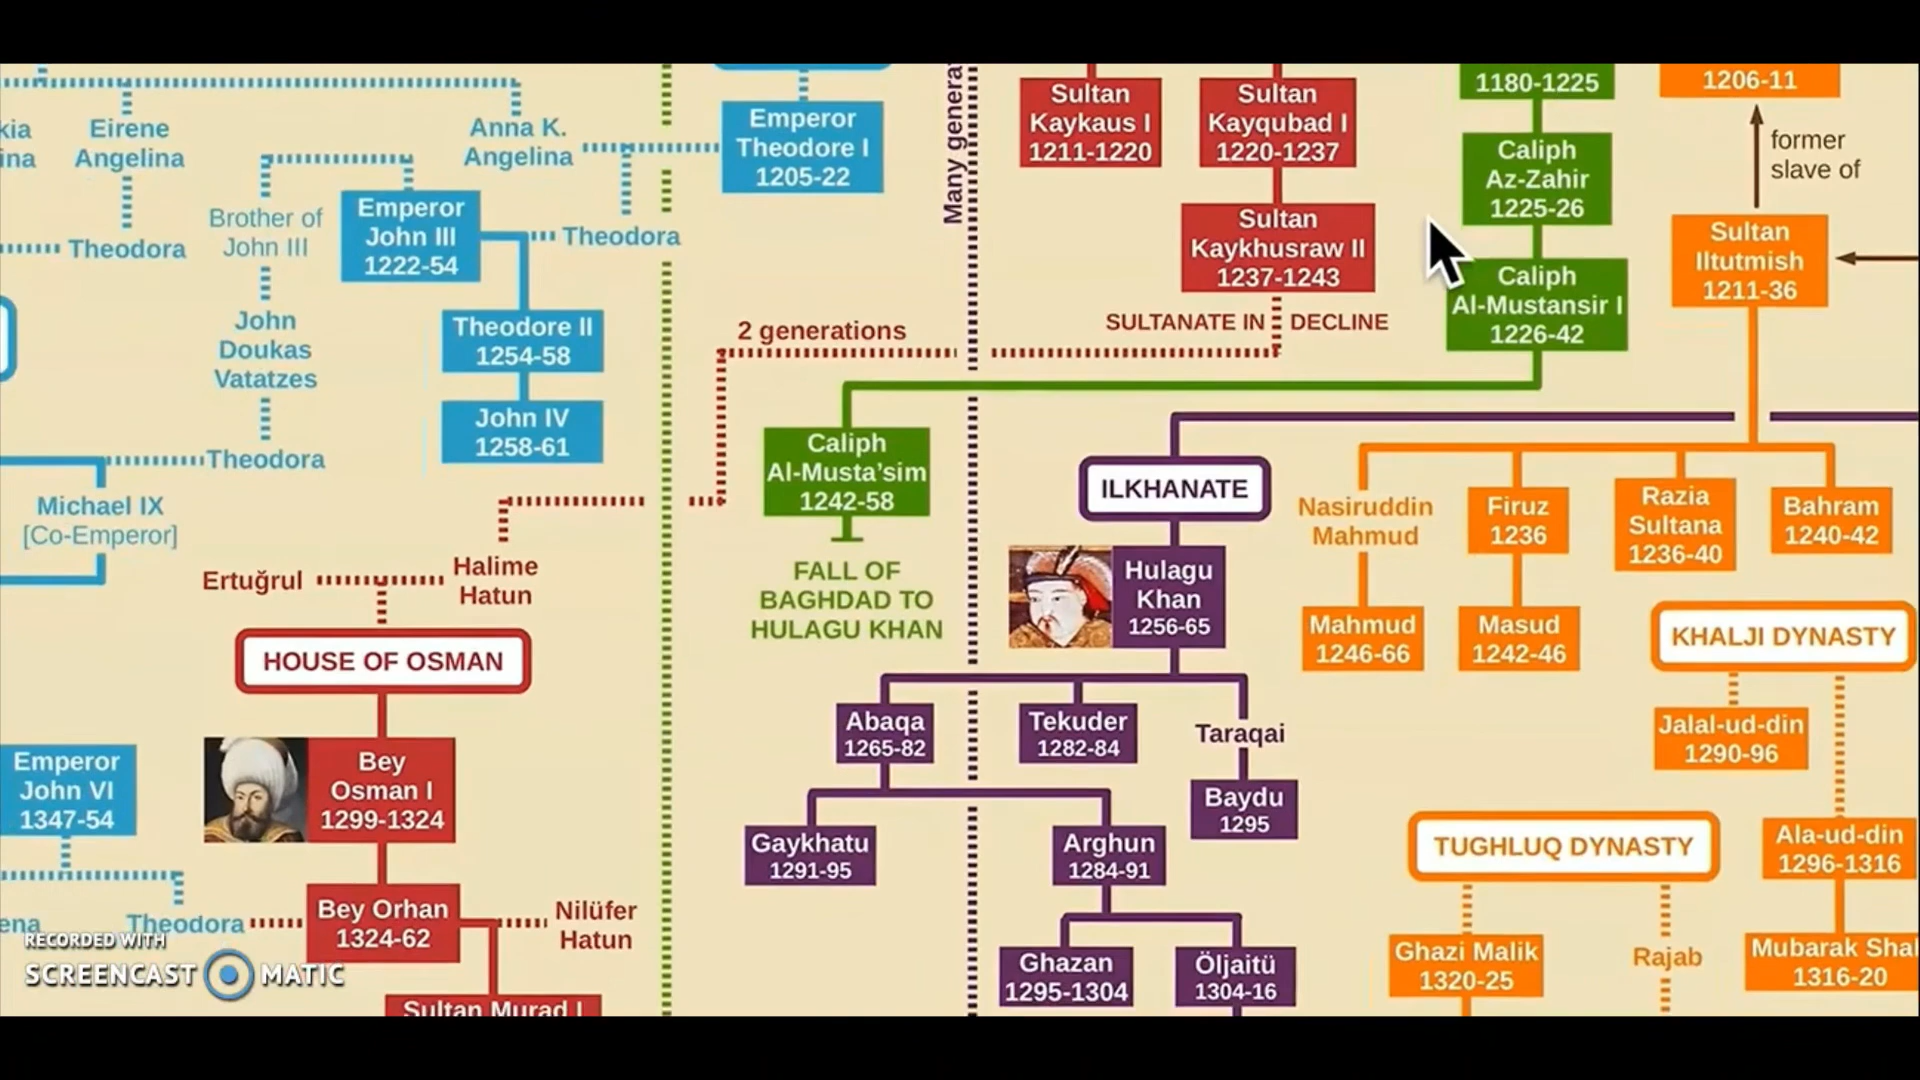 1180-1225
1206-11
Sultan
Kaykaus I
1211-1220
Sultan
Kayqubad I
1220-1237
Many genera
former
slave of
kia
ina
Eirene
Angelina
Anna K.
Angelina
Emperor
Theodore I
1205-22
Caliph
Az-Zahir
1225-26
Brother of
John III
Emperor
John III
1222-54
Theodora
Theodora
Sultan
Kaykhusraw II
1237-1243
Sultan
Iltutmish
1211-36
Caliph
Al-Mustansir I
1226-42
John
Doukas
Vatatzes
Theodore II
1254-58
2 generations
SULTANATE IN DECLINE
John IV
1258-61
Theodora
Caliph
Al-Musta’sim
1242-58
ILKHANATE
Michael IX
[Co-Emperor]
Nasiruddin
Mahmud
Firuz
1236
Razia
Sultana
1236-40
Bahram
1240-42
Ertuğrul
Halime
Hatun
FALL OF
BAGHDAD TO
HULAGU KHAN
Hulagu
Khan
1256-65
Mahmud
1246-66
Masud
1242-46
KHALJI DYNASTY
HOUSE OF OSMAN
Abaqa
1265-82
Tekuder
1282-84
Taraqai
Jalal-ud-din
1290-96
Emperor
John VI
1347-54
Bey
Osman I
1299-1324
Baydu
1295
Gaykhatu
1291-95
Arghun
1284-91
TUGHLUQ DYNASTY
Ala-ud-din
1296-1316
ena
Theodora
Bey Orhan
1324-62
Nilüfer
Hatun
Ghazan
1295-1304
Öljaitü
1304-16
Ghazi Malik
1320-25
Rajab
Mubarak Shal
1316-20
Sultan Murad I
RECORDED WITH
SCREENCAST MATIC